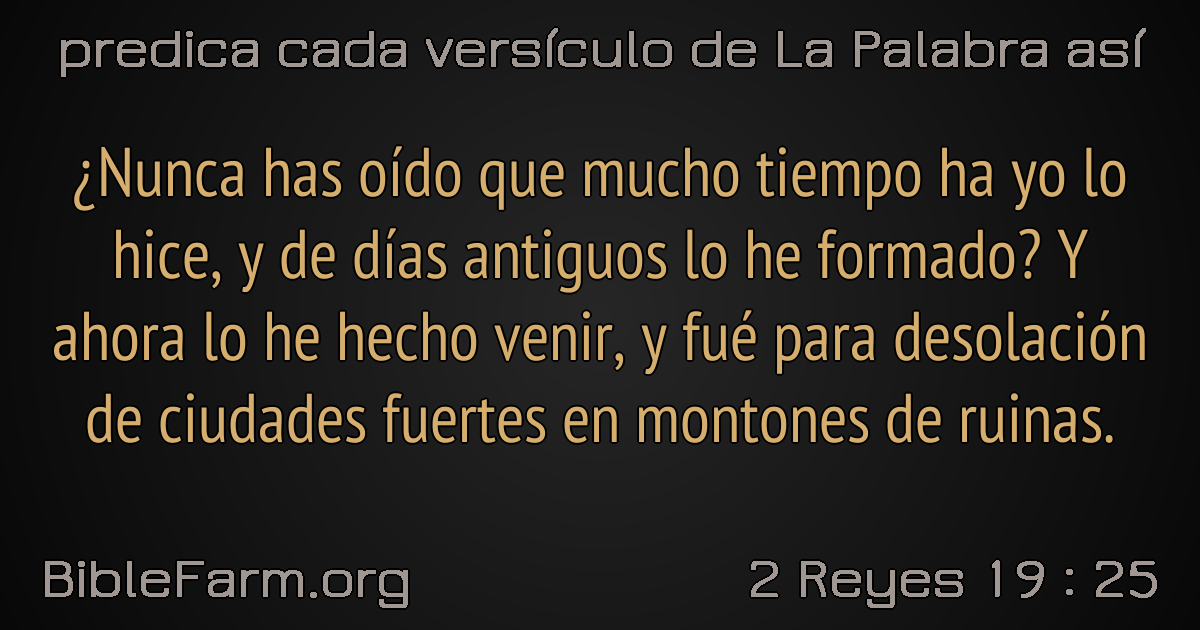 predica cada versículo de La Palabra así
¿Nunca has oído que mucho tiempo ha yo lo
hice, y de días antiguos lo he formado? Y
ahora lo he hecho venir, y fué para desolación
de ciudades fuertes en montones de ruinas.
BibleFarm.org
2 Reyes 19 : 25